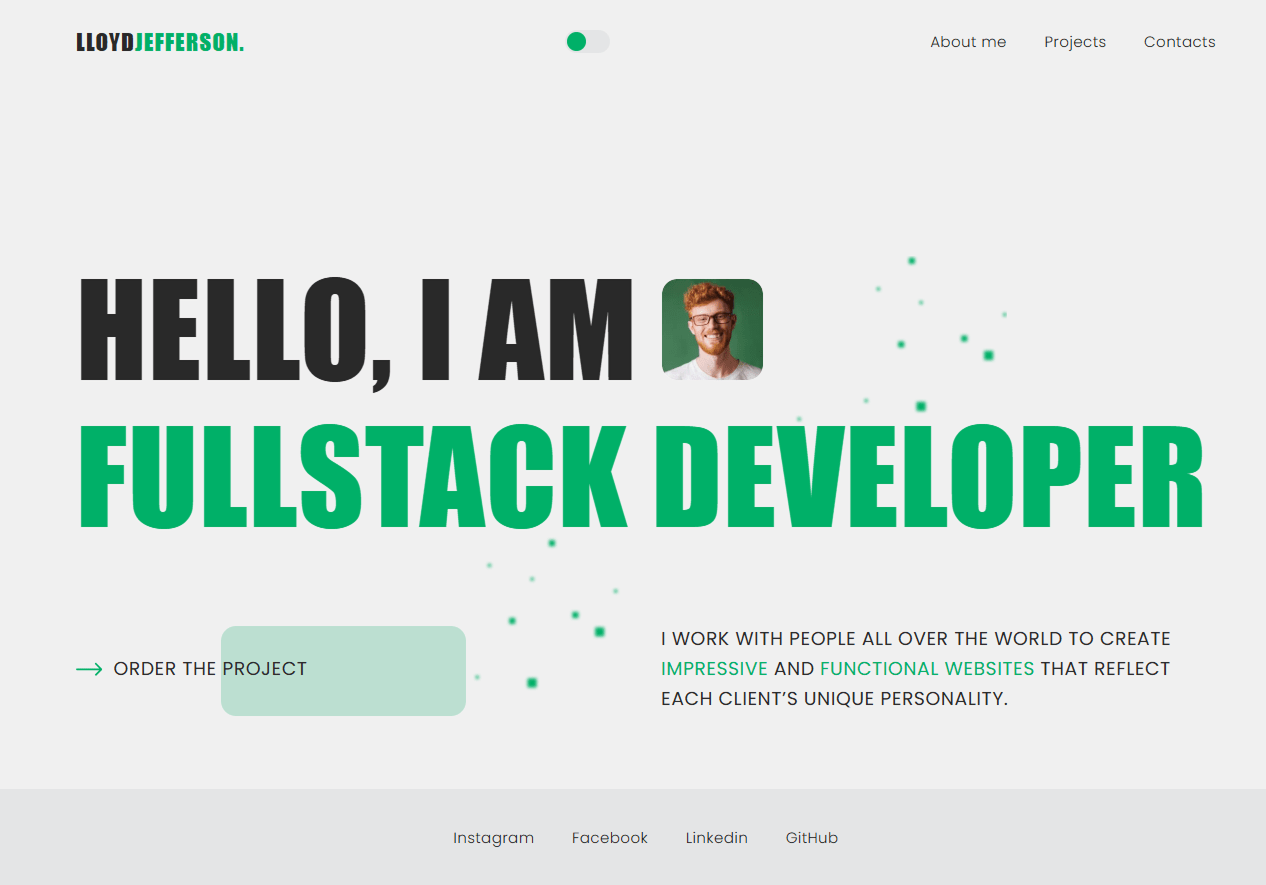 LLOYDJEFFERSON.
About me Projects Contacts
HELLO, I AM
FULLSTACK DEVELOPER
ORDER THE PROJECT
I WORK WITH PEOPLE ALL OVER THE WORLD TO CREATE
IMPRESSIVE AND FUNCTIONAL WEBSITES THAT REFLECT
EACH CLIENT’S UNIQUE PERSONALITY.
Instagram Facebook Linkedin GitHub